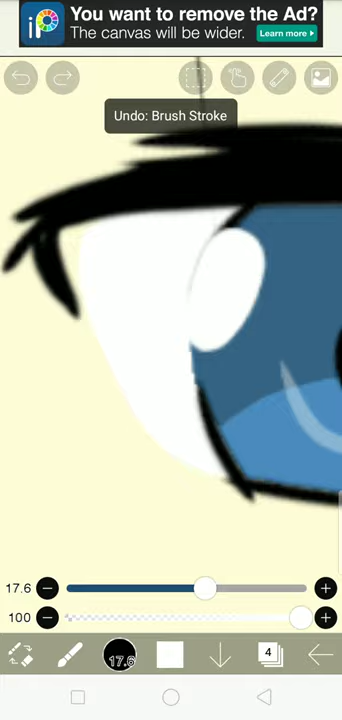 iP
You want to remove the Ad?
The canvas will be wider.
Learn more
Undo: Brush Stroke
17.6
100
17.6
4